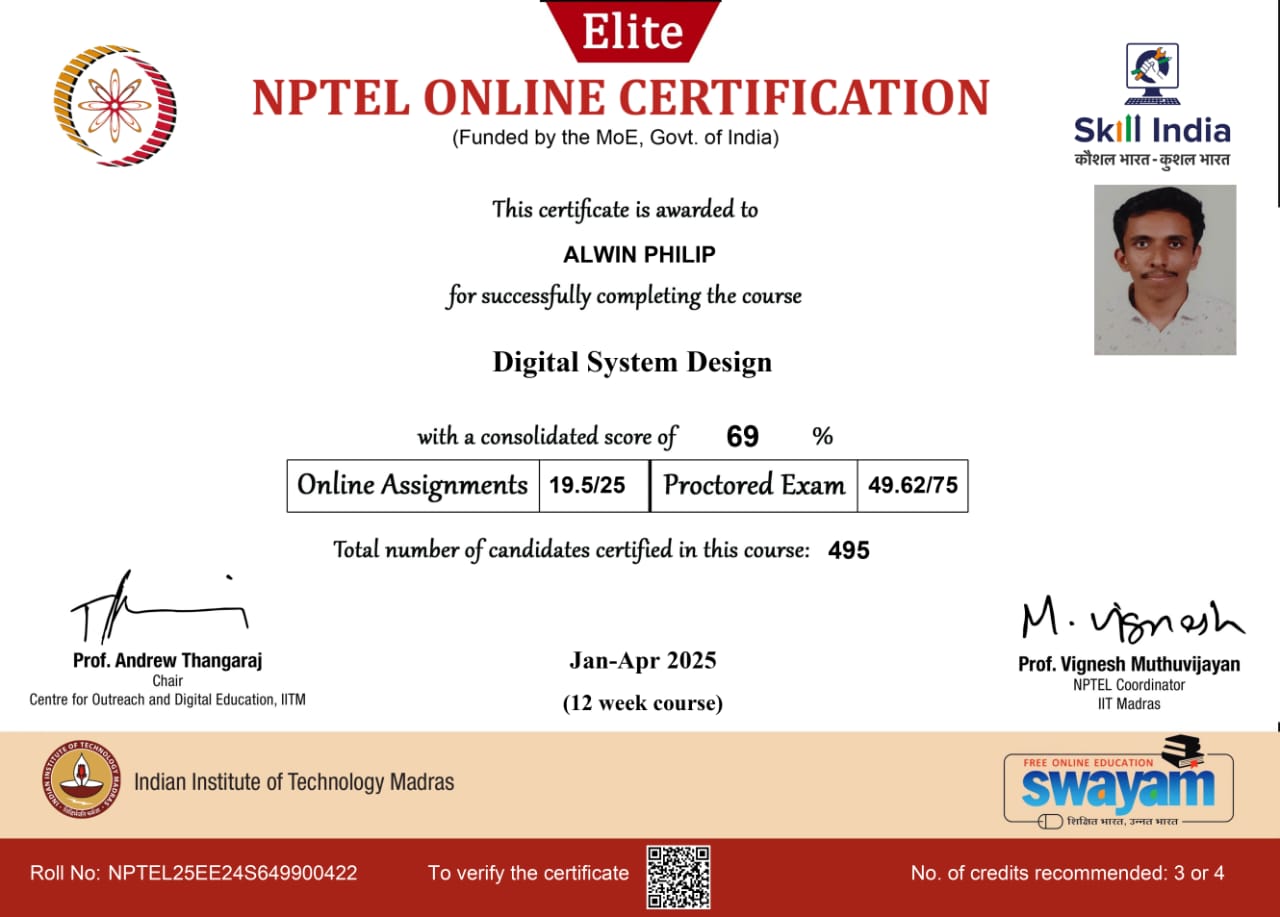 Elite
NPTEL ONLINE CERTIFICATION
(Funded by the MoE, Govt. of India)
Skill India
कौशल भारत - कुशल भारत
This certificate is awarded to
ALWIN PHILIP
for successfully completing the course
Digital System Design
with a consolidated score of 69 %
Online Assignments 19.5/25 Proctored Exam 49.62/75
Total number of candidates certified in this course: 495
M. Vignesh
Prof. Andrew Thangaraj
Chair
Centre for Outreach and Digital Education, IITM
Jan-Apr 2025
(12 week course)
Prof. Vignesh Muthuvijayan
NPTEL Coordinator
IIT Madras
INDIAN INSTITUTE OF TECHNOLOGY MADRAS
Indian Institute of Technology Madras
FREE ONLINE EDUCATION
swayam
शिक्षित भारत, उन्नत भारत
Roll No: NPTEL25EE24S649900422
To verify the certificate
No. of credits recommended: 3 or 4